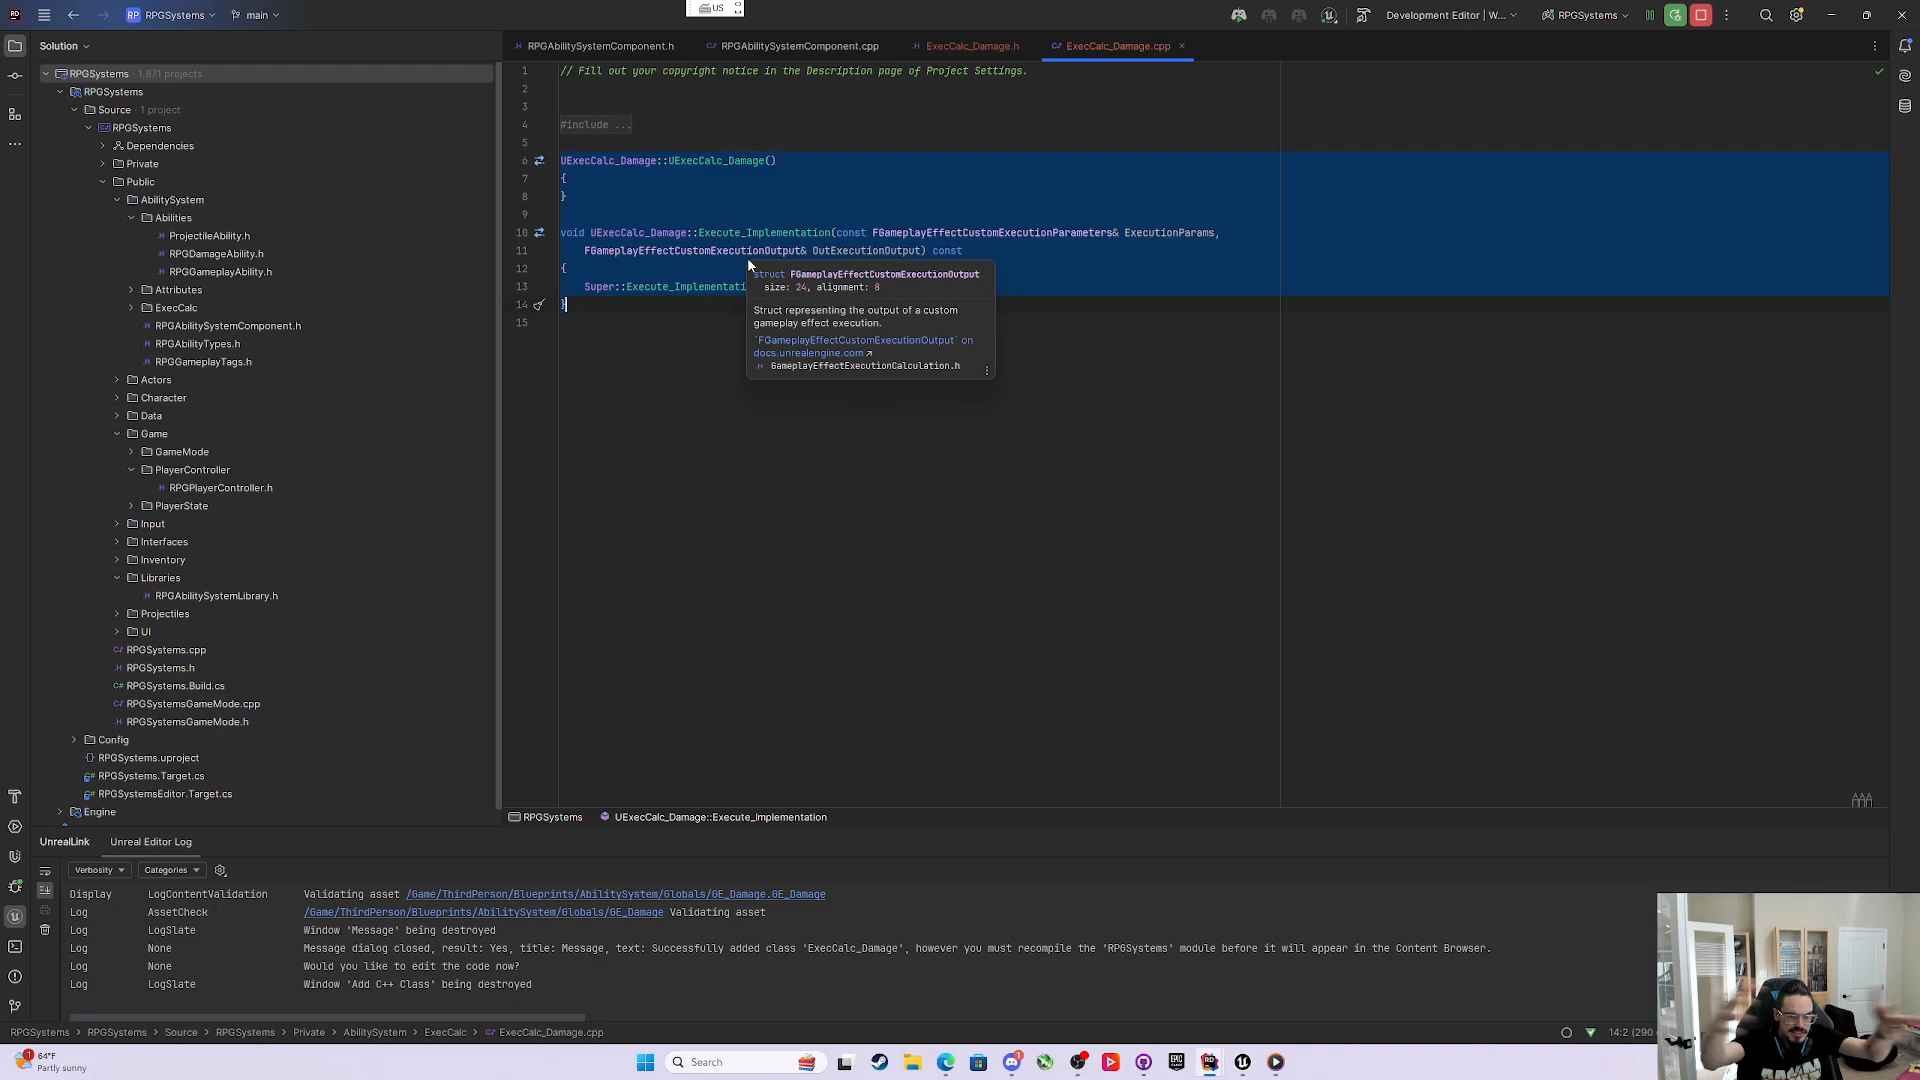 RP RPGSystems
main
US
Development Editor | W...
RPGSystems
Solution
RPGAbilitySystemComponent.h
RPGAbilitySystemComponent.cpp
ExecCalc_Damage.h
ExecCalc_Damage.cpp
RPGSystems · 1,871 projects
RPGSystems
Source · 1 project
RPGSystems
Dependencies
Private
Public
AbilitySystem
Abilities
ProjectileAbility.h
RPGDamageAbility.h
RPGGameplayAbility.h
Attributes
ExecCalc
RPGAbilitySystemComponent.h
RPGAbilityTypes.h
RPGGameplayTags.h
Actors
Character
Data
Game
GameMode
PlayerController
RPGPlayerController.h
PlayerState
Input
Interfaces
Inventory
Libraries
RPGAbilitySystemLibrary.h
Projectiles
UI
RPGSystems.cpp
RPGSystems.h
RPGSystems.Build.cs
RPGSystemsGameMode.cpp
RPGSystemsGameMode.h
Config
RPGSystems.uproject
RPGSystems.Target.cs
RPGSystemsEditor.Target.cs
Engine
1 // Fill out your copyright notice in the Description page of Project Settings.
2
3
4 #include ...
5
6 UExecCalc_Damage::UExecCalc_Damage()
7 {
8 }
9
10 void UExecCalc_Damage::Execute_Implementation(const FGameplayEffectCustomExecutionParameters& ExecutionParams,
11 FGameplayEffectCustomExecutionOutput& OutExecutionOutput) const
12 {
13 Super::Execute_Implementati
14 }
15
struct FGameplayEffectCustomExecutionOutput
size: 24, alignment: 8
Struct representing the output of a custom
gameplay effect execution.
`FGameplayEffectCustomExecutionOutput` on
docs.unrealengine.com
GameplayEffectExecutionCalculation.h
RPGSystems
UExecCalc_Damage::Execute_Implementation
UnrealLink
Unreal Editor Log
Verbosity
Categories
Display LogContentValidation Validating asset /Game/ThirdPerson/Blueprints/AbilitySystem/Globals/GE_Damage.GE_Damage
Log AssetCheck /Game/ThirdPerson/Blueprints/AbilitySystem/Globals/GE_Damage Validating asset
Log LogSlate Window 'Message' being destroyed
Log None Message dialog closed, result: Yes, title: Message, text: Successfully added class 'ExecCalc_Damage', however you must recompile the 'RPGSystems' module before it will appear in the Content Browser.
Log None Would you like to edit the code now?
Log LogSlate Window 'Add C++ Class' being destroyed
RPGSystems > RPGSystems > Source > RPGSystems > Private > AbilitySystem > ExecCalc > ExecCalc_Damage.cpp
14:2 (290
1
64°F
Partly sunny
Search
1
EPIC
RD